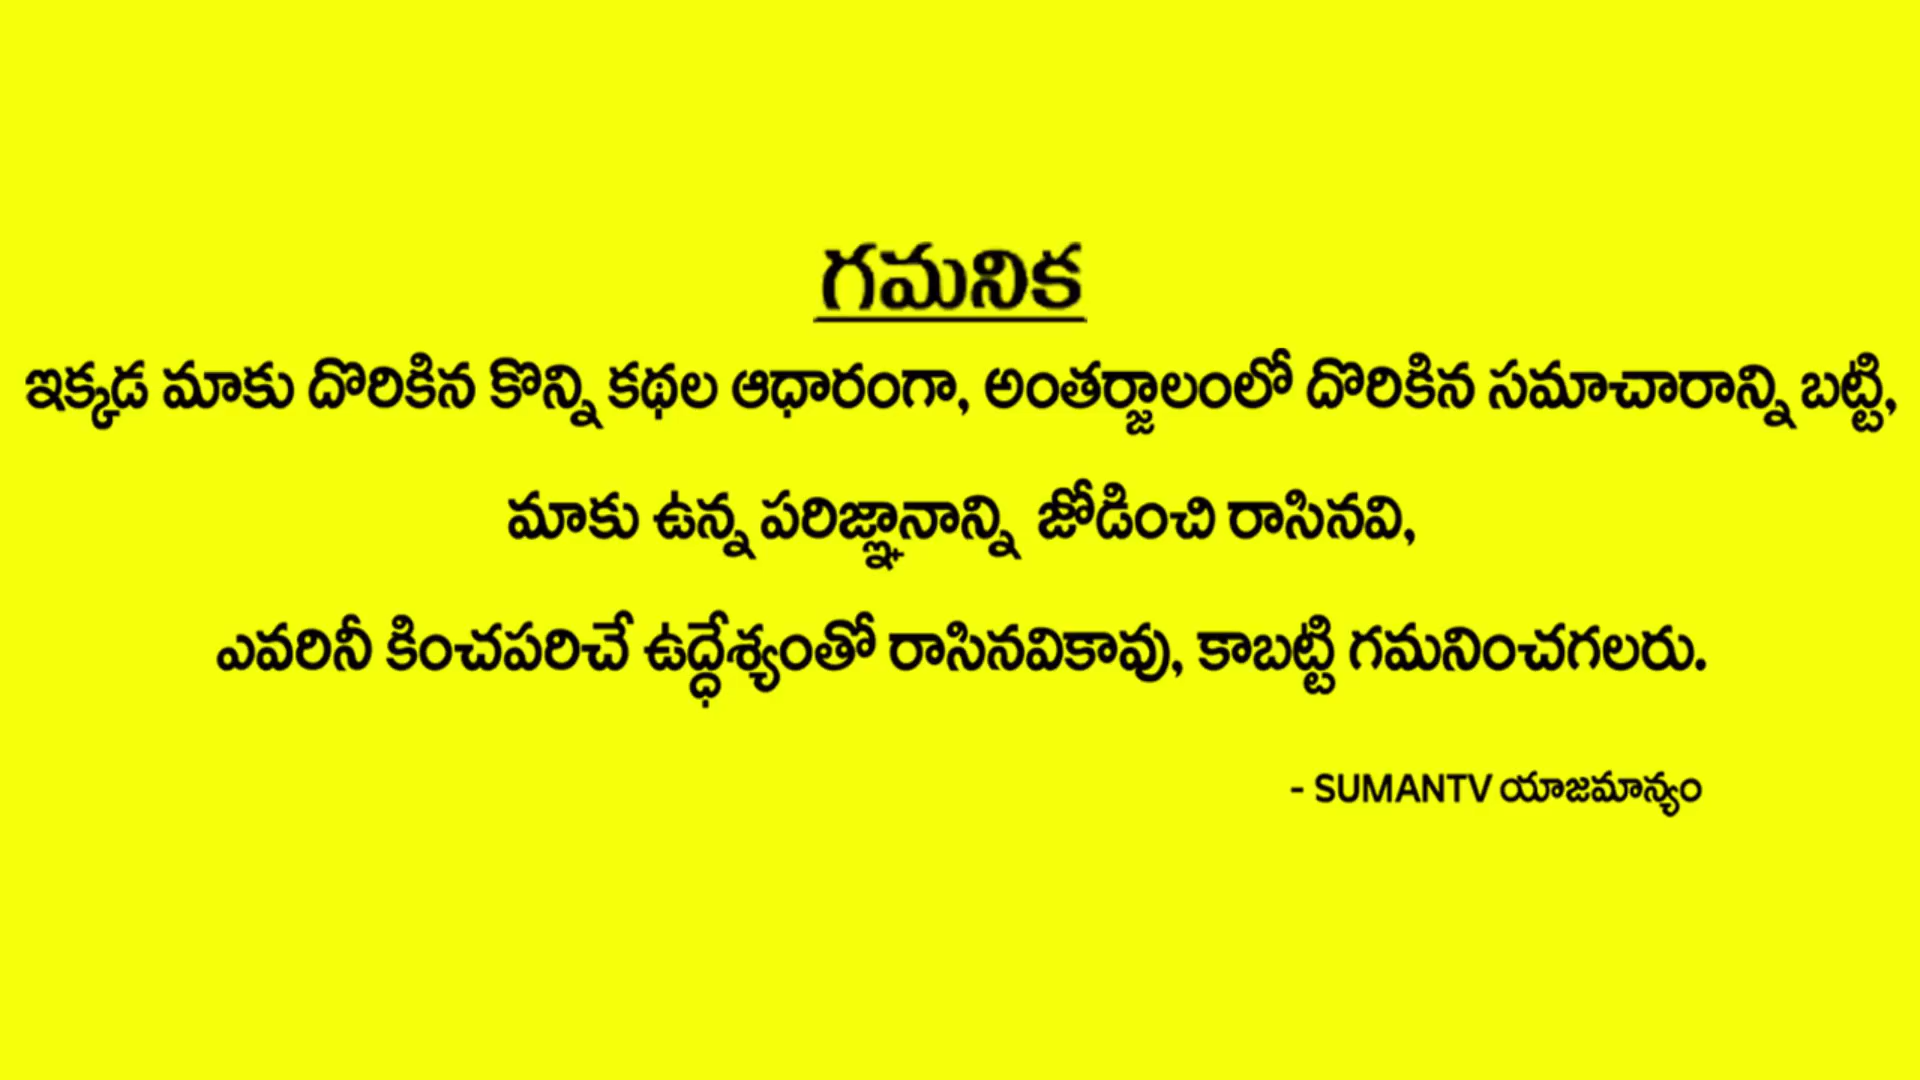 గమనిక
ఇక్కడ మాకు దొరికిన కొన్ని కథల ఆధారంగా, అంతర్జాలంలో దొరికిన సమాచారాన్ని బట్టి,
మాకు ఉన్న పరిజ్ఞానాన్ని జోడించి రాసినవి,
ఎవరినీ కించపరిచే ఉద్ధేశ్యంతో రాసినవికావు, కాబట్టి గమనించగలరు.
- SUMANTV యాజమాన్యం